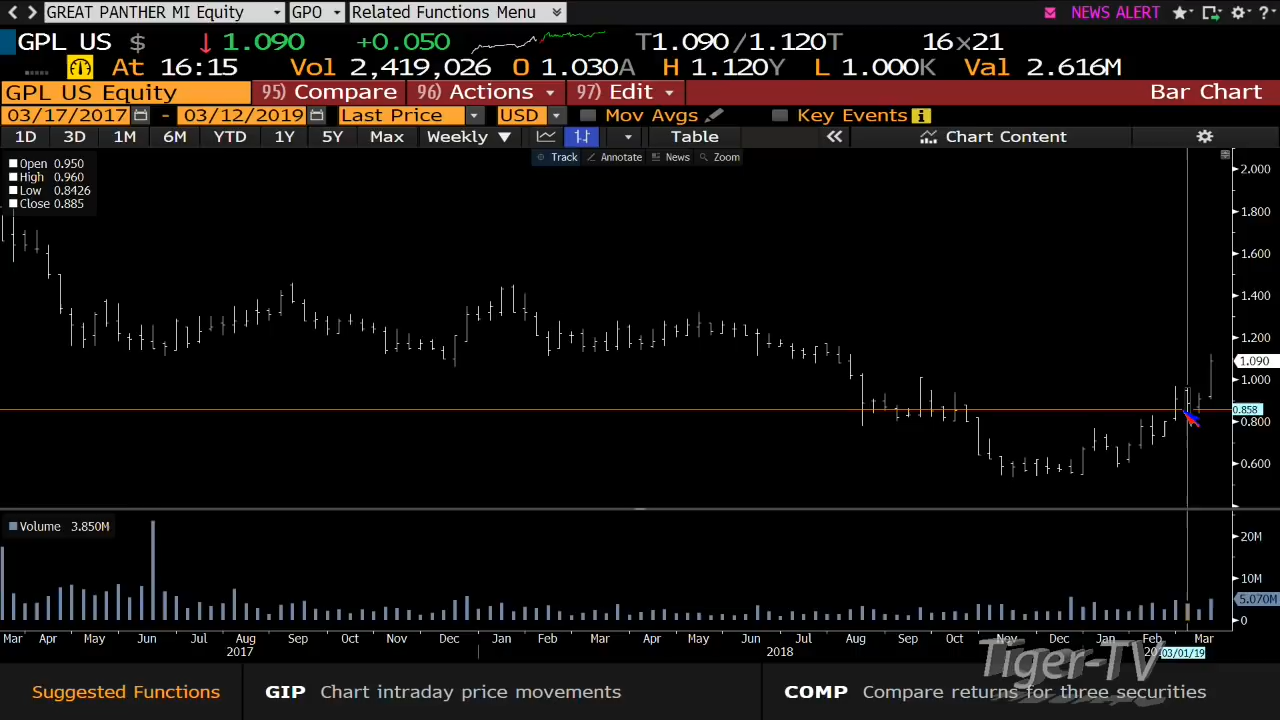 GREAT PANTHER MI Equity GPO Related Functions Menu NEWS ALERT ?
GPL US $ ↓ 1.090 +0.050 T1.090 / 1.120T 16x21
At 16:15 Vol 2,419,026 O 1.030A H 1.120Y L 1.000K Val 2.616M
GPL US Equity 95) Compare 96) Actions 97) Edit Bar Chart
03/17/2017 - 03/12/2019 Last Price USD Mov Avgs Key Events i
1D 3D 1M 6M YTD 1Y 5Y Max Weekly ▼ Table « Chart Content
Track Annotate News Zoom
Open 0.950
High 0.960
Low 0.8426
Close 0.885
2.000
1.800
1.600
1.400
1.200
1.090
1.000
0.858
0.800
0.600
Volume 3.850M
20M
10M
5.070M
0
Mar Apr May Jun Jul Aug Sep Oct Nov Dec Jan Feb Mar Apr May Jun Jul Aug Sep Oct Nov Dec Jan Feb Mar
2017 2018 03/01/19
Tiger-TV
Suggested Functions GIP Chart intraday price movements COMP Compare returns for three securities